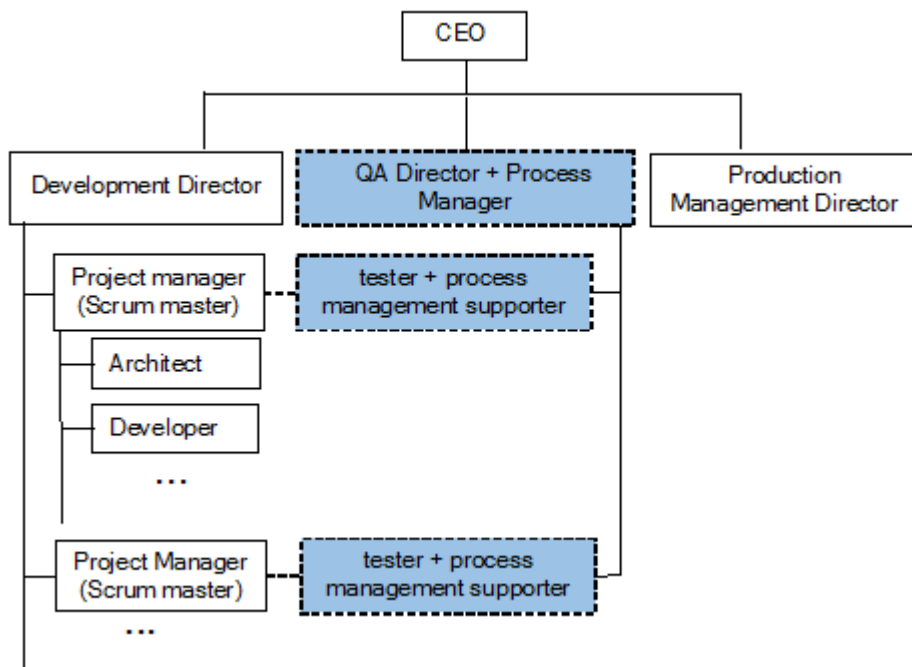 CEO
Development Director
QA Director + Process
Manager
Production
Management Director
Project manager
(Scrum master)
tester + process
management supporter
Architect
Developer
...
Project Manager
(Scrum master)
tester + process
management supporter
...